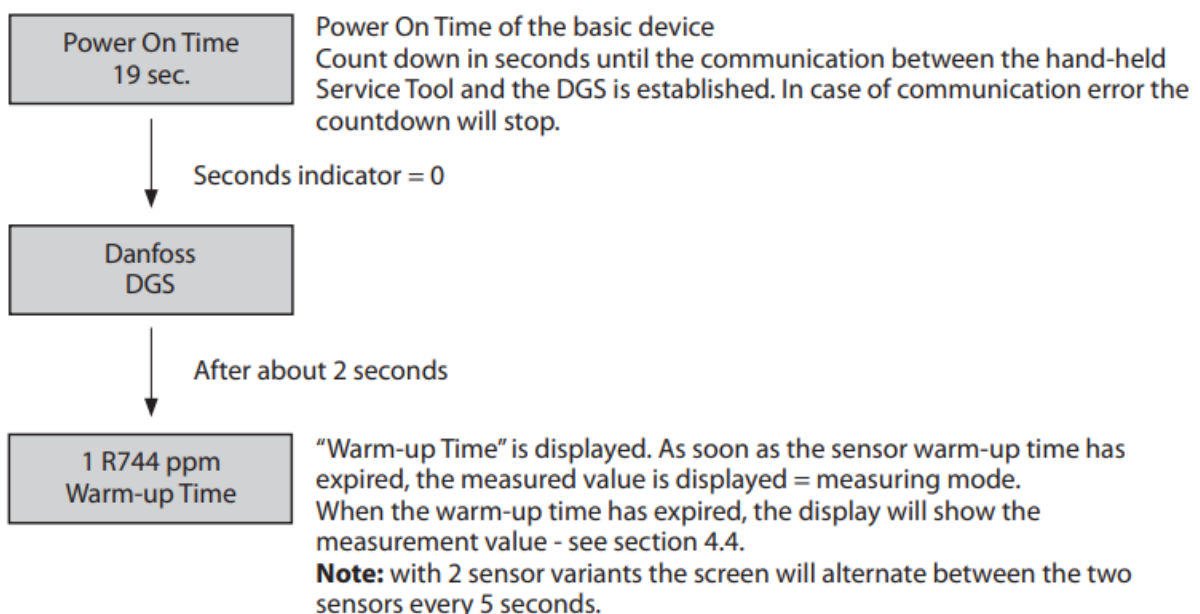 Power On Time
19 sec.
Power On Time of the basic device
Count down in seconds until the communication between the hand-held
Service Tool and the DGS is established. In case of communication error the
countdown will stop.
Seconds indicator = 0
Danfoss
DGS
After about 2 seconds
1 R744 ppm
Warm-up Time
“Warm-up Time” is displayed. As soon as the sensor warm-up time has
expired, the measured value is displayed = measuring mode.
When the warm-up time has expired, the display will show the
measurement value - see section 4.4.
Note: with 2 sensor variants the screen will alternate between the two
sensors every 5 seconds.